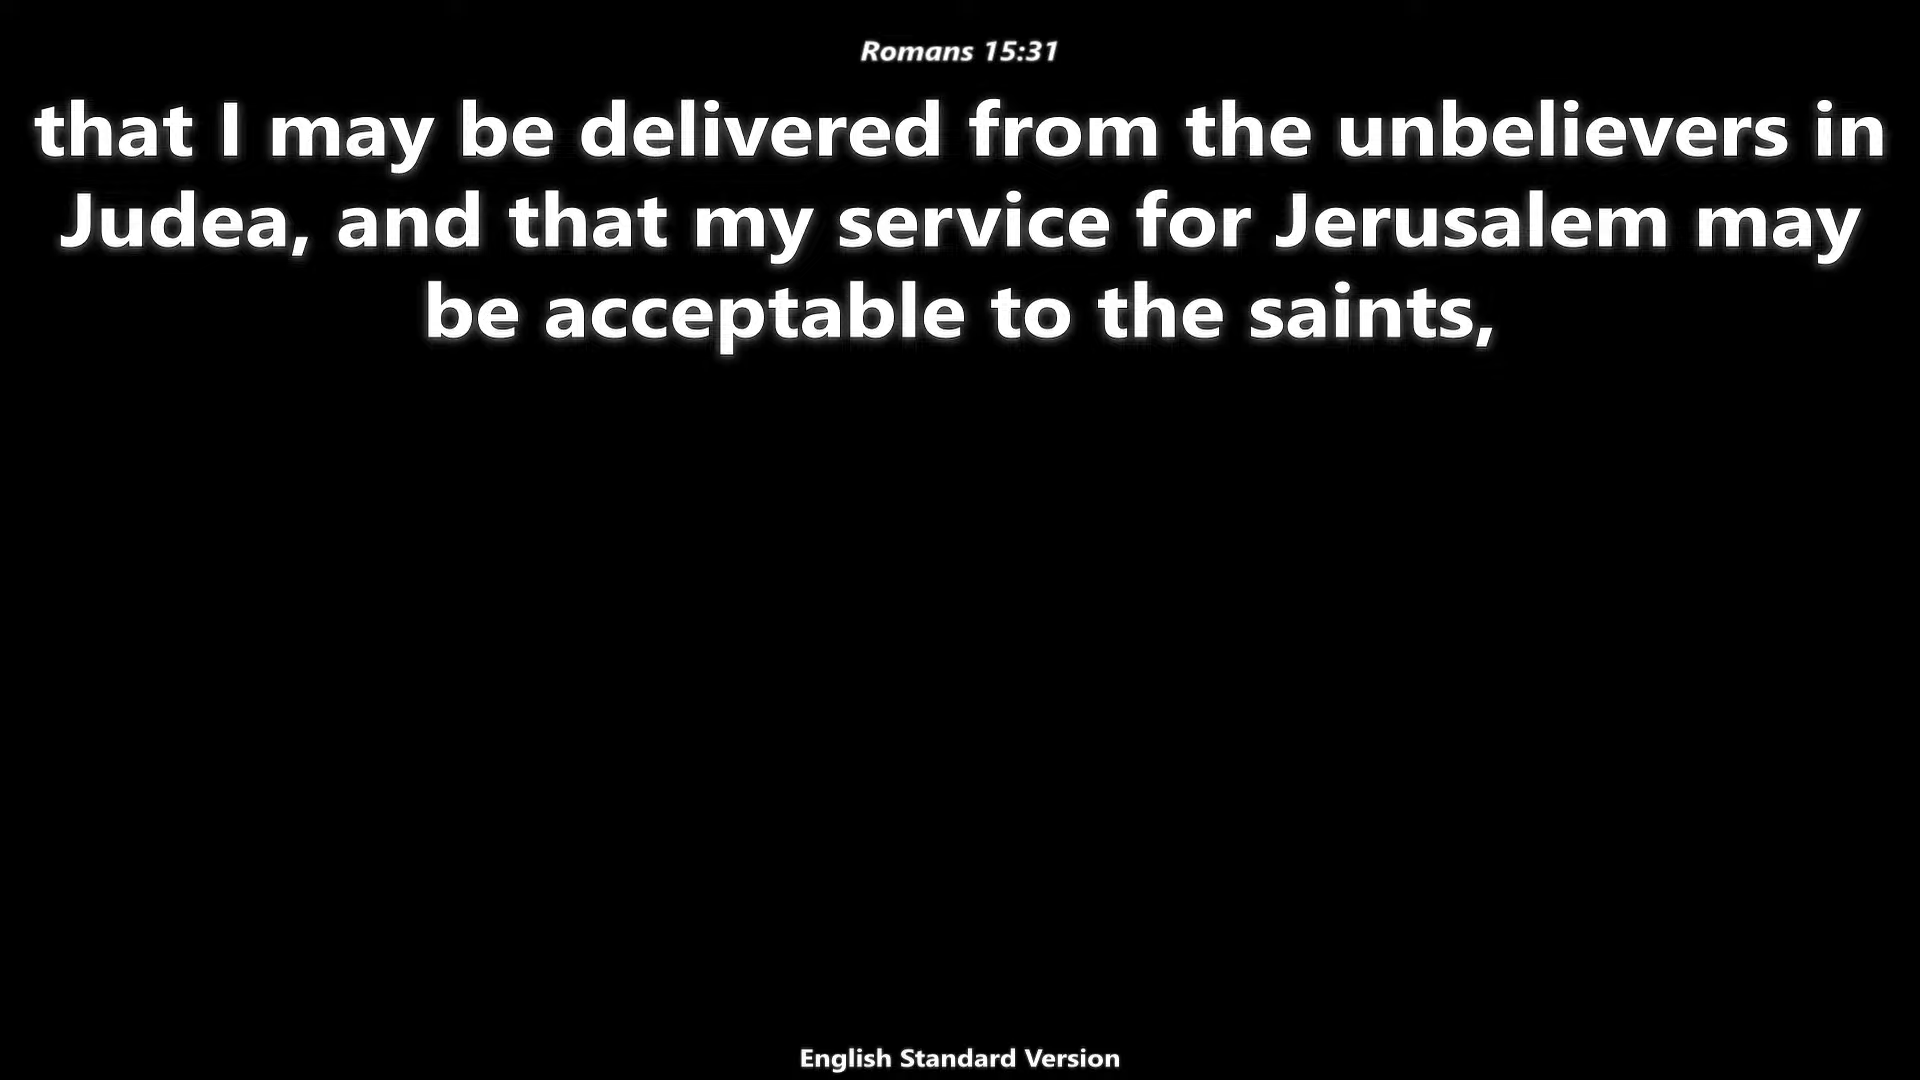 Romans 15:31
that I may be delivered from the unbelievers in
Judea, and that my service for Jerusalem may
be acceptable to the saints,
English Standard Version